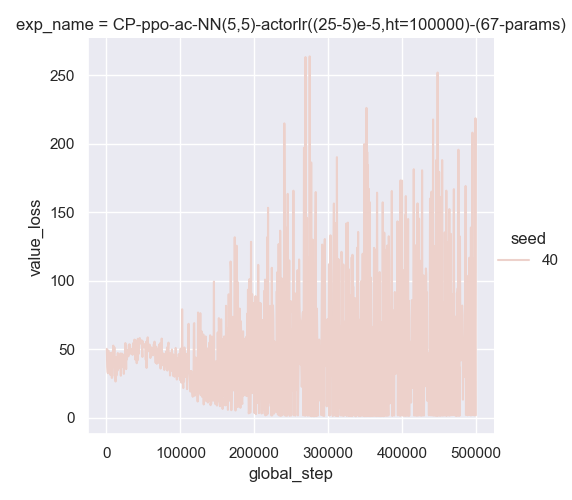 exp_name = CP-ppo-ac-NN(5,5)-actorlr((25-5)e-5,ht=100000)-(67-params)
250
200
150
100
50
0
value_loss
seed
40
0 100000 200000 300000 400000 500000
global_step